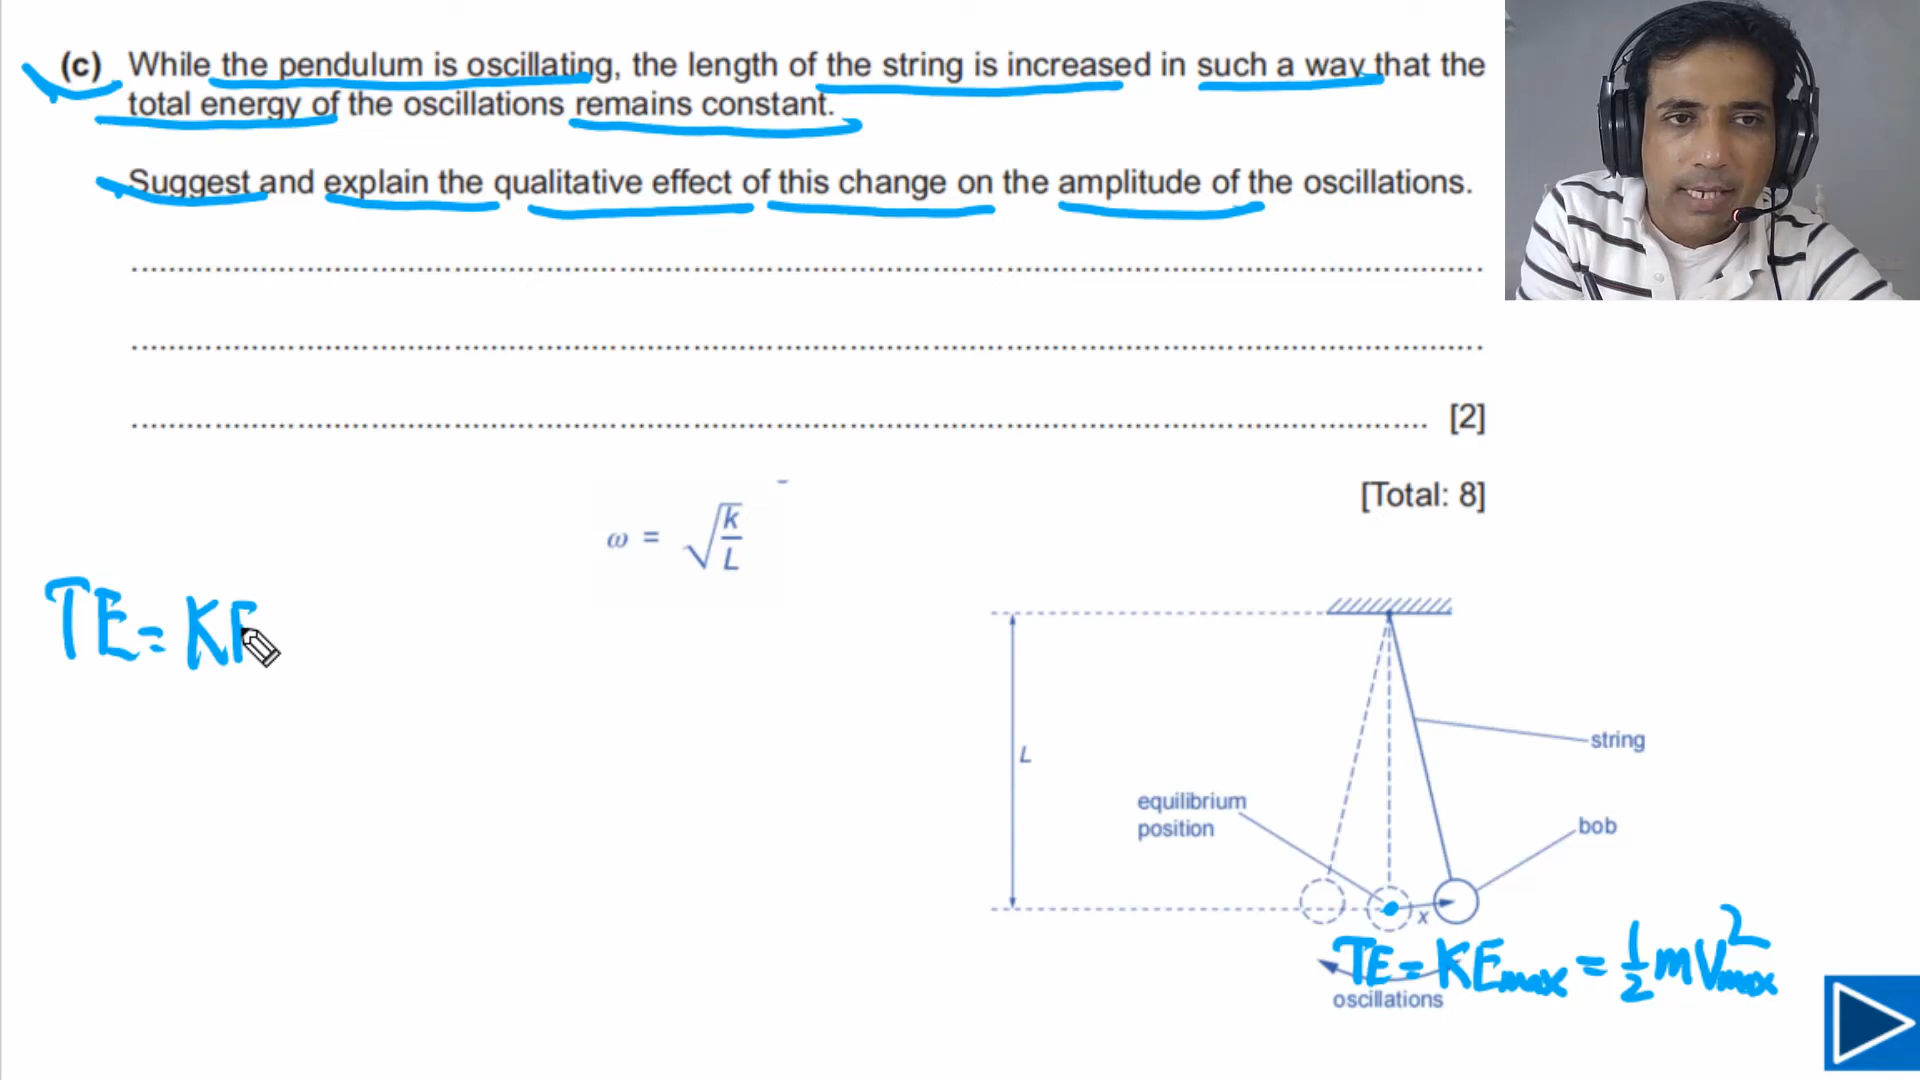 (c) While the pendulum is oscillating, the length of the string is increased in such a way that the
total energy of the oscillations remains constant.
Suggest and explain the qualitative effect of this change on the amplitude of the oscillations.
[2]
[Total: 8]
ω = √k/L
TE = KE
L
string
equilibrium
position
bob
x
TE = KEmax = 1/2 mV²max
oscillations